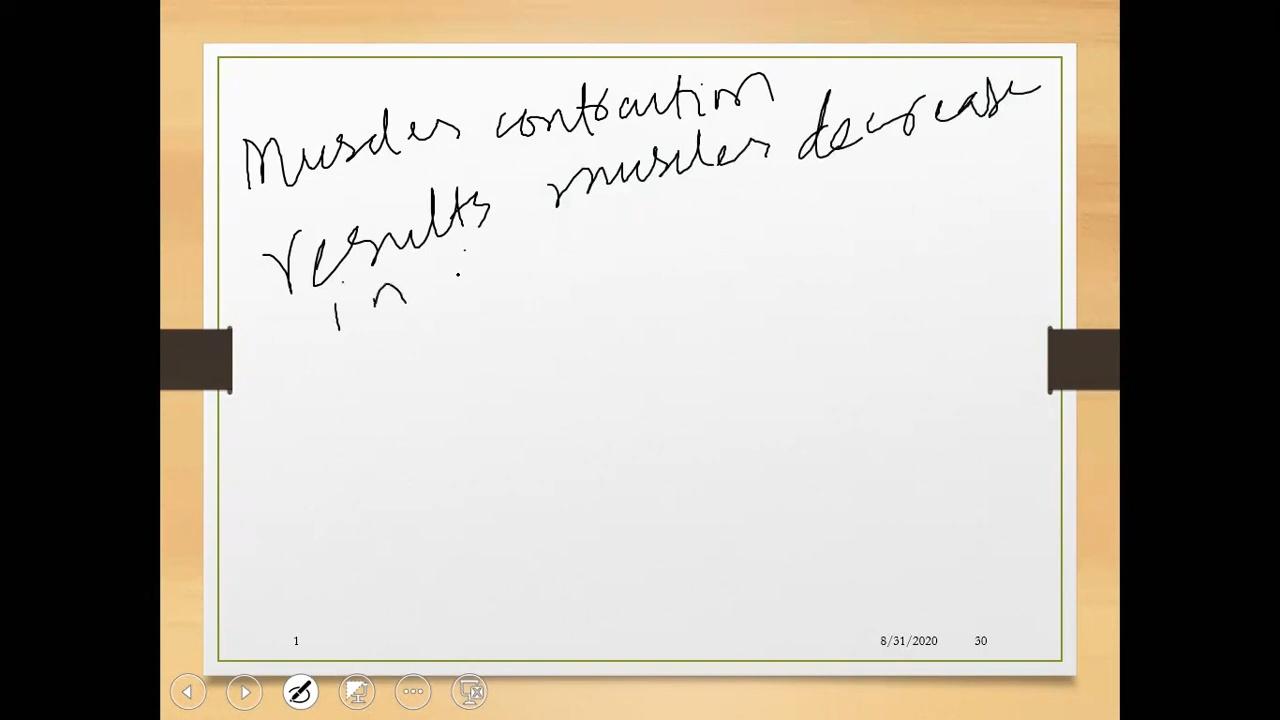 Muscles contraction
results muscles decrease
in
1
8/31/2020
30